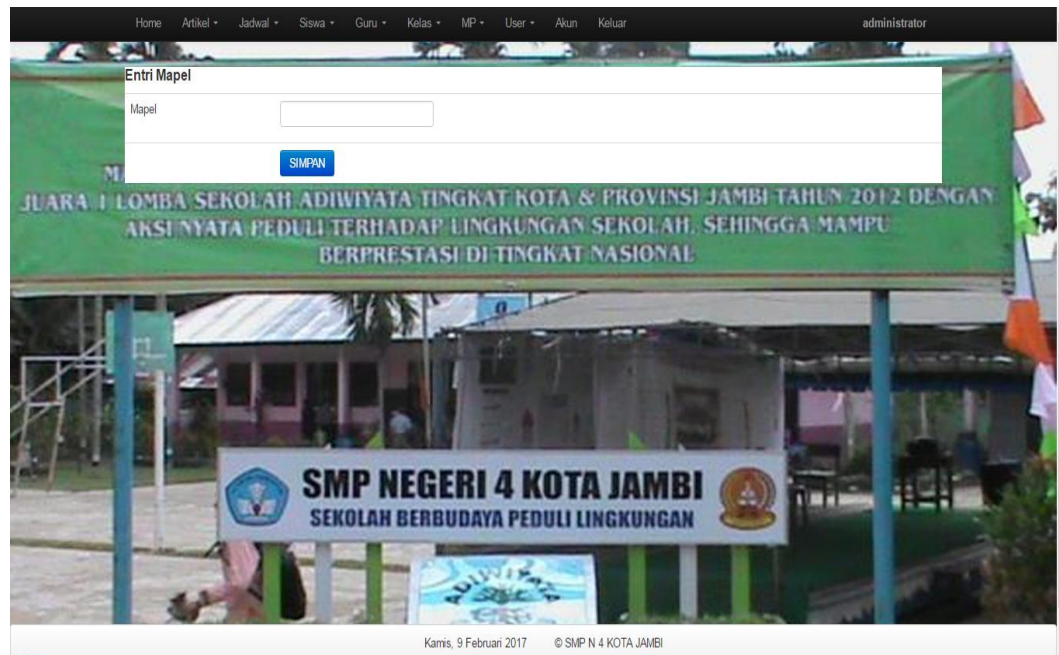 Home Artikel Jadwal Siswa Guru Kelas MP User Akun Keluar administrator
Entri Mapel
Mapel
SIMPAN
JUARA I LOMBA SEKOLAH ADIWIYATA TINGKAT KOTA & PROVINSI JAMBI TAHUN 2012 DENGAN
AKSI NYATA PEDULI TERHADAP LINGKUNGAN SEKOLAH, SEHINGGA MAMPU
BERPRESTASI DI TINGKAT NASIONAL
SMP NEGERI 4 KOTA JAMBI
SEKOLAH BERBUDAYA PEDULI LINGKUNGAN
ADIWIYATA
Kamis, 9 Februari 2017 © SMP N 4 KOTA JAMBI